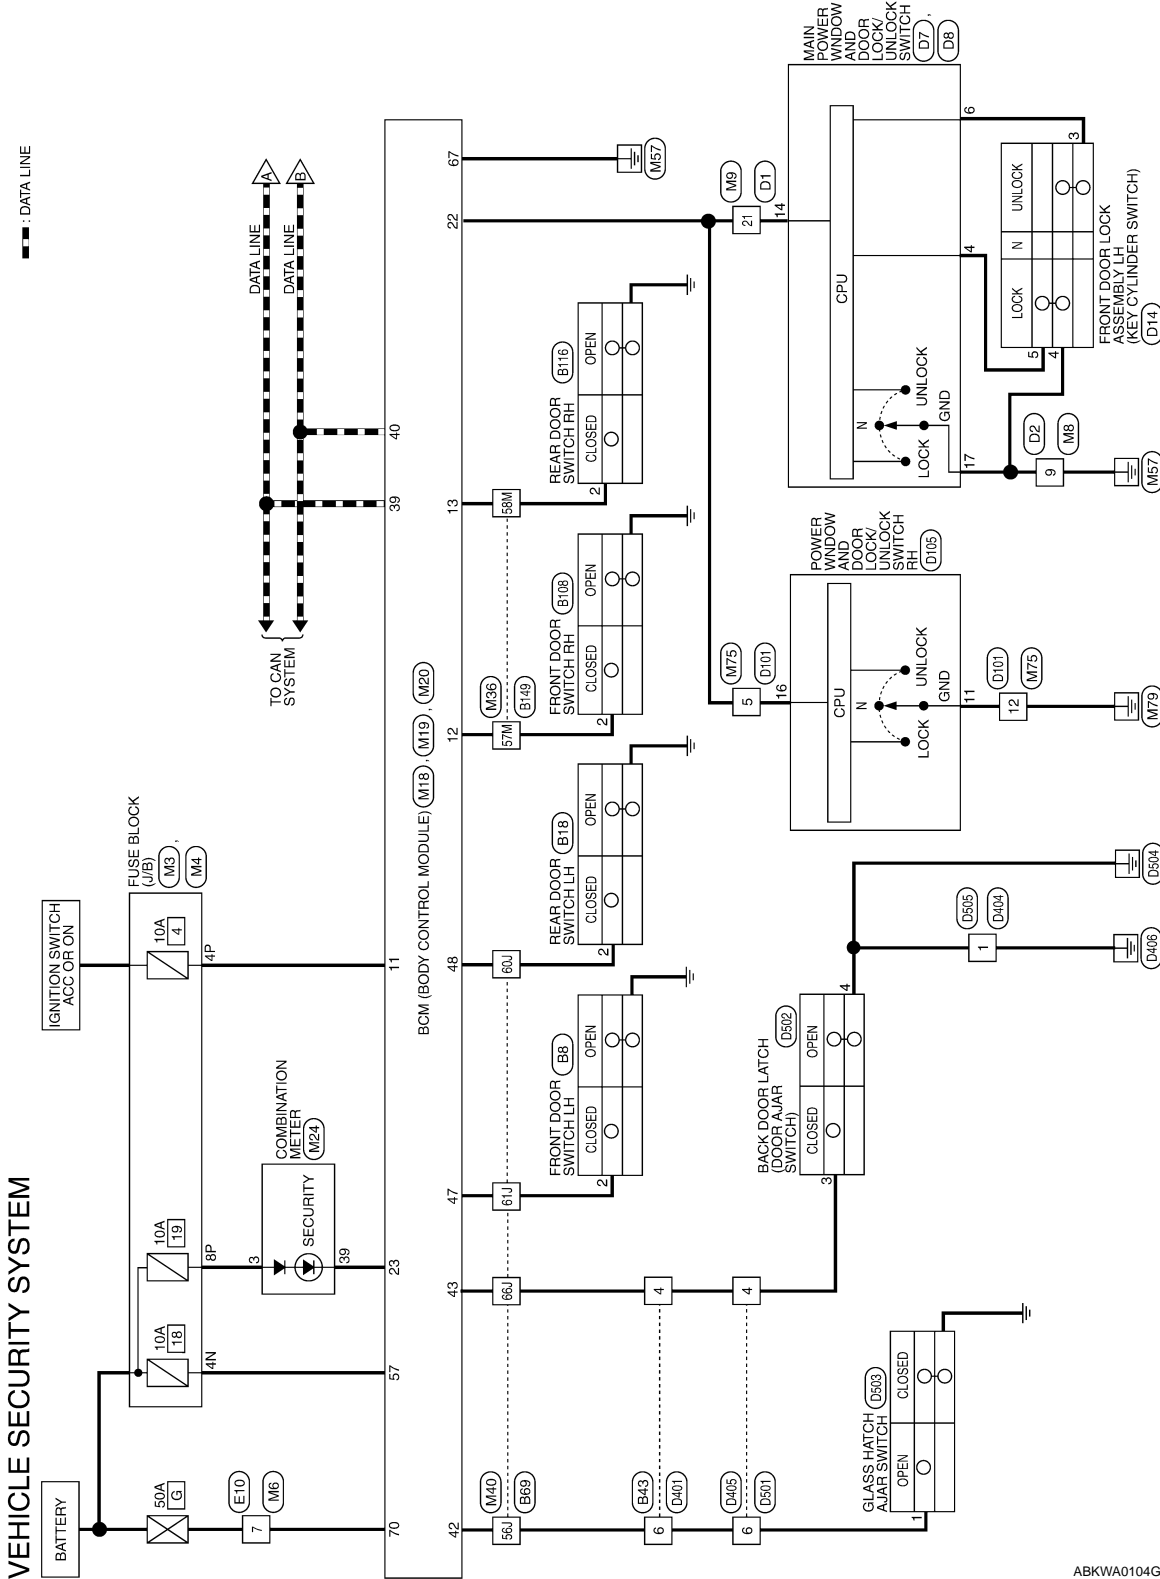 VEHICLE SECURITY SYSTEM
: DATA LINE
BATTERY
IGNITION SWITCH
ACC OR ON
50A
G
E10
7
M6
70
10A
18
4N
57
10A
19
8P
3
COMBINATION
METER
M24
SECURITY
39
23
10A
4
4P
11
FUSE BLOCK
(J/B)
M3 ,
M4
TO CAN
SYSTEM
DATA LINE
A
DATA LINE
B
39
40
BCM (BODY CONTROL MODULE) M18 , M19 , M20
42
43
47
48
12
13
22
67
M57
M40
56J
B69
66J
61J
60J
M36
57M
B149
58M
FRONT DOOR
SWITCH LH
B8
CLOSED
OPEN
2
REAR DOOR
SWITCH LH
B18
CLOSED
OPEN
2
FRONT DOOR
SWITCH RH
B108
CLOSED
OPEN
2
REAR DOOR
SWITCH RH
B116
CLOSED
OPEN
2
B43
6
D401
4
D405
6
D501
4
M75
5
D101
16
M9
21
D1
14
GLASS HATCH
AJAR SWITCH
D503
OPEN
CLOSED
1
BACK DOOR LATCH
(DOOR AJAR
SWITCH)
D502
CLOSED
OPEN
3
4
D505
1
D404
D406
D504
POWER
WNDOW
AND
DOOR
LOCK/
UNLOCK
SWITCH
RH
D105
CPU
N
LOCK
UNLOCK
GND
11
D101
12
M75
M79
MAIN
POWER
WNDOW
AND
DOOR
LOCK/
UNLOCK
SWITCH
D7 ,
D8
CPU
N
LOCK
UNLOCK
GND
17
4
6
D2
9
M8
M57
5
4
3
LOCK
N
UNLOCK
FRONT DOOR LOCK
ASSEMBLY LH
(KEY CYLINDER SWITCH)
D14
ABKWA0104G